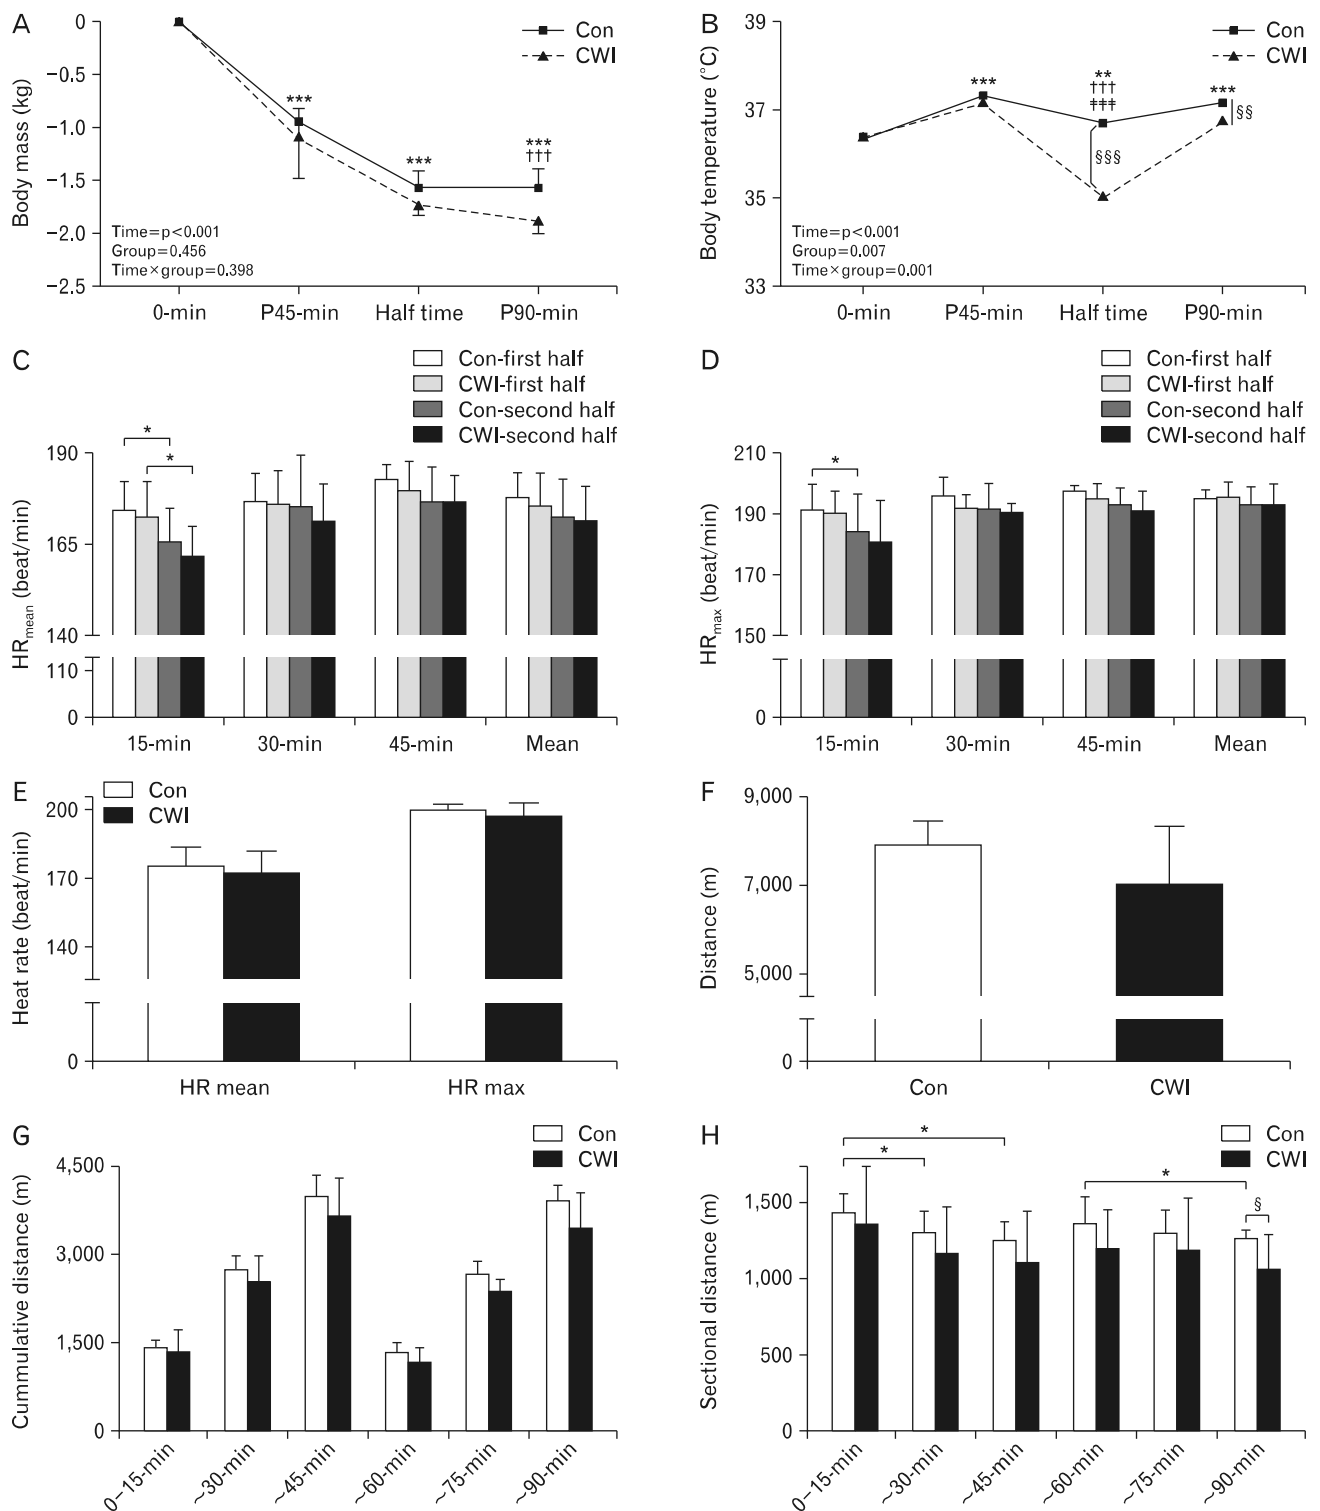 A
Con
CWI
Body mass (kg)
0
−0.5
−1.0
−1.5
−2.0
−2.5
***
***
***
†††
Time=p<0.001
Group=0.456
Time×group=0.398
0-min
P45-min
Half time
P90-min
B
Con
CWI
Body temperature (°C)
39
37
35
33
***
**
†††
‡‡‡
***
§§
§§§
Time=p<0.001
Group=0.007
Time×group=0.001
0-min
P45-min
Half time
P90-min
C
Con-first half
CWI-first half
Con-second half
CWI-second half
HRmean (beat/min)
190
165
140
110
0
*
*
15-min
30-min
45-min
Mean
D
Con-first half
CWI-first half
Con-second half
CWI-second half
HRmax (beat/min)
210
190
170
150
0
*
15-min
30-min
45-min
Mean
E
Con
CWI
Heat rate (beat/min)
200
170
140
0
HR mean
HR max
F
Distance (m)
9,000
7,000
5,000
0
Con
CWI
G
Con
CWI
Cummulative distance (m)
4,500
3,000
1,500
0
0−15-min
~30-min
~45-min
~60-min
~75-min
~90-min
H
Con
CWI
Sectional distance (m)
1,500
1,000
500
0
*
*
*
§
0−15-min
~30-min
~45-min
~60-min
~75-min
~90-min